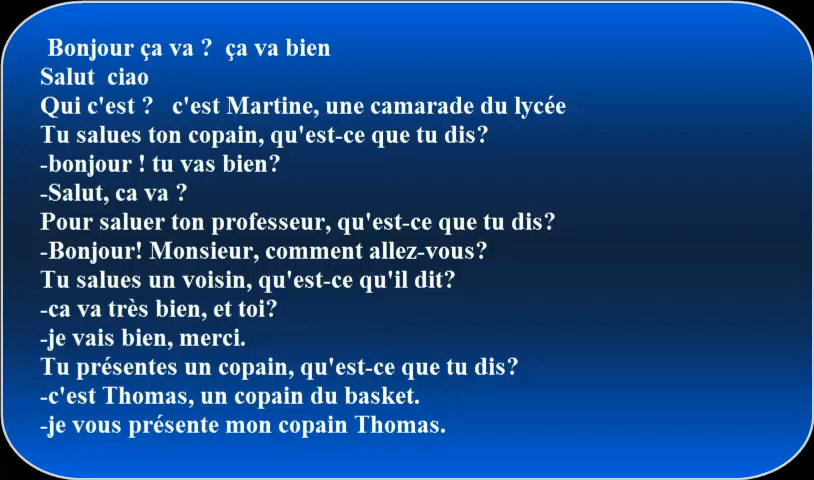 Bonjour ça va ?  ça va bien
Salut  ciao
Qui c'est ?   c'est Martine, une camarade du lycée
Tu salues ton copain, qu'est-ce que tu dis?
-bonjour ! tu vas bien?
-Salut, ca va ?
Pour saluer ton professeur, qu'est-ce que tu dis?
-Bonjour! Monsieur, comment allez-vous?
Tu salues un voisin, qu'est-ce qu'il dit?
-ca va très bien, et toi?
-je vais bien, merci.
Tu présentes un copain, qu'est-ce que tu dis?
-c'est Thomas, un copain du basket.
-je vous présente mon copain Thomas.